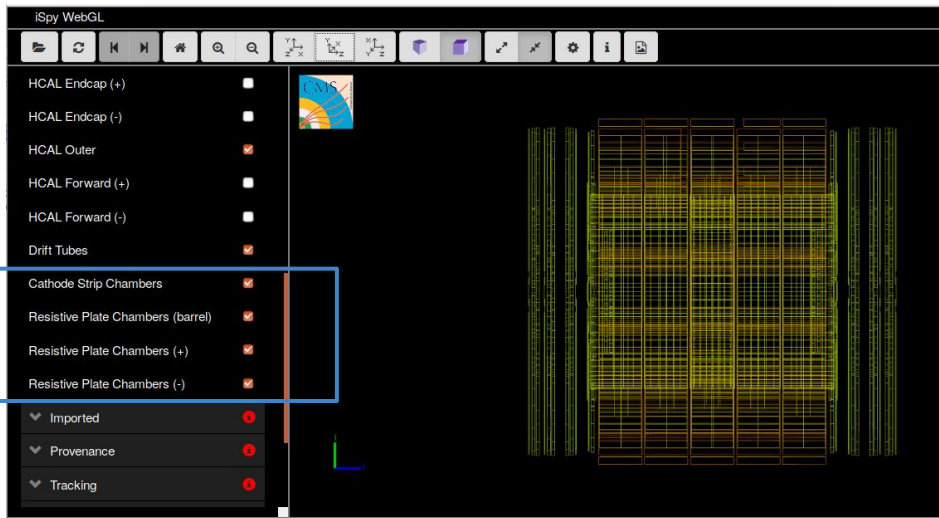 iSpy WebGL
HCAL Endcap (+)
HCAL Endcap (-)
HCAL Outer
HCAL Forward (+)
HCAL Forward (-)
Drift Tubes
Cathode Strip Chambers
Resistive Plate Chambers (barrel)
Resistive Plate Chambers (+)
Resistive Plate Chambers (-)
Imported
Provenance
Tracking
CMS